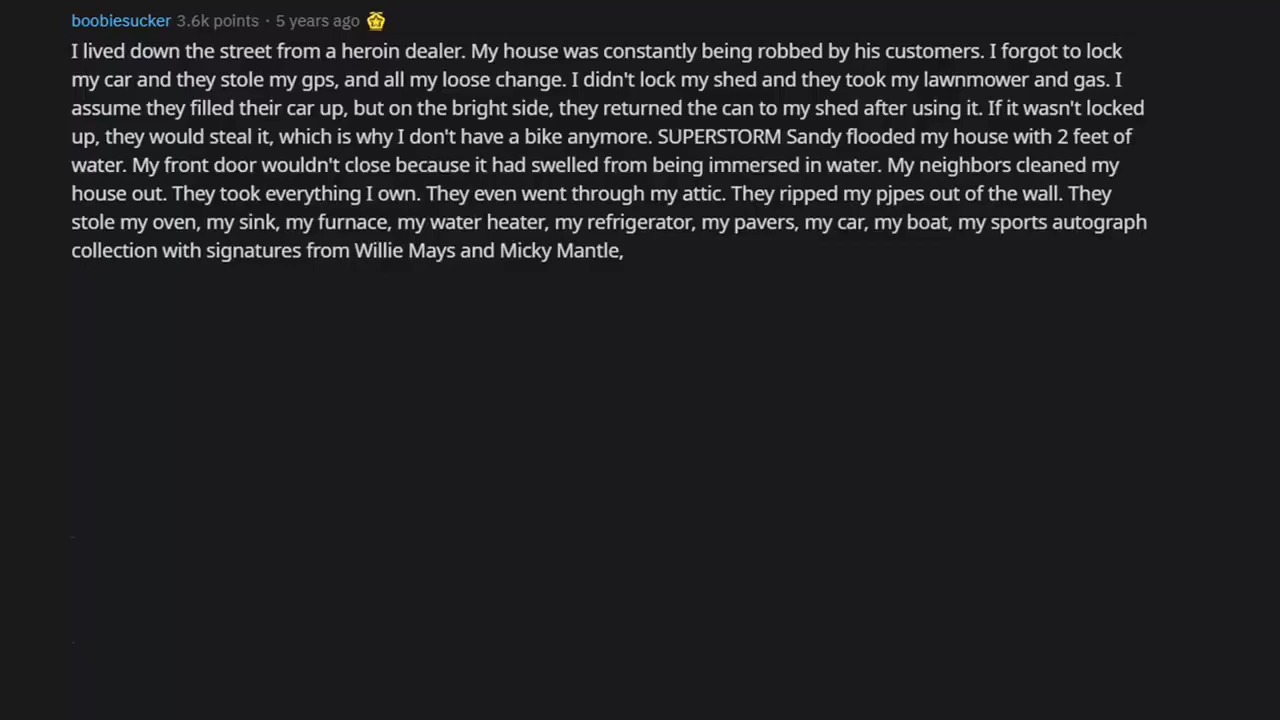 boobiesucker 3.6k points · 5 years ago
I lived down the street from a heroin dealer. My house was constantly being robbed by his customers. I forgot to lock
my car and they stole my gps, and all my loose change. I didn't lock my shed and they took my lawnmower and gas. I
assume they filled their car up, but on the bright side, they returned the can to my shed after using it. If it wasn't locked
up, they would steal it, which is why I don't have a bike anymore. SUPERSTORM Sandy flooded my house with 2 feet of
water. My front door wouldn't close because it had swelled from being immersed in water. My neighbors cleaned my
house out. They took everything I own. They even went through my attic. They ripped my pjpes out of the wall. They
stole my oven, my sink, my furnace, my water heater, my refrigerator, my pavers, my car, my boat, my sports autograph
collection with signatures from Willie Mays and Micky Mantle,